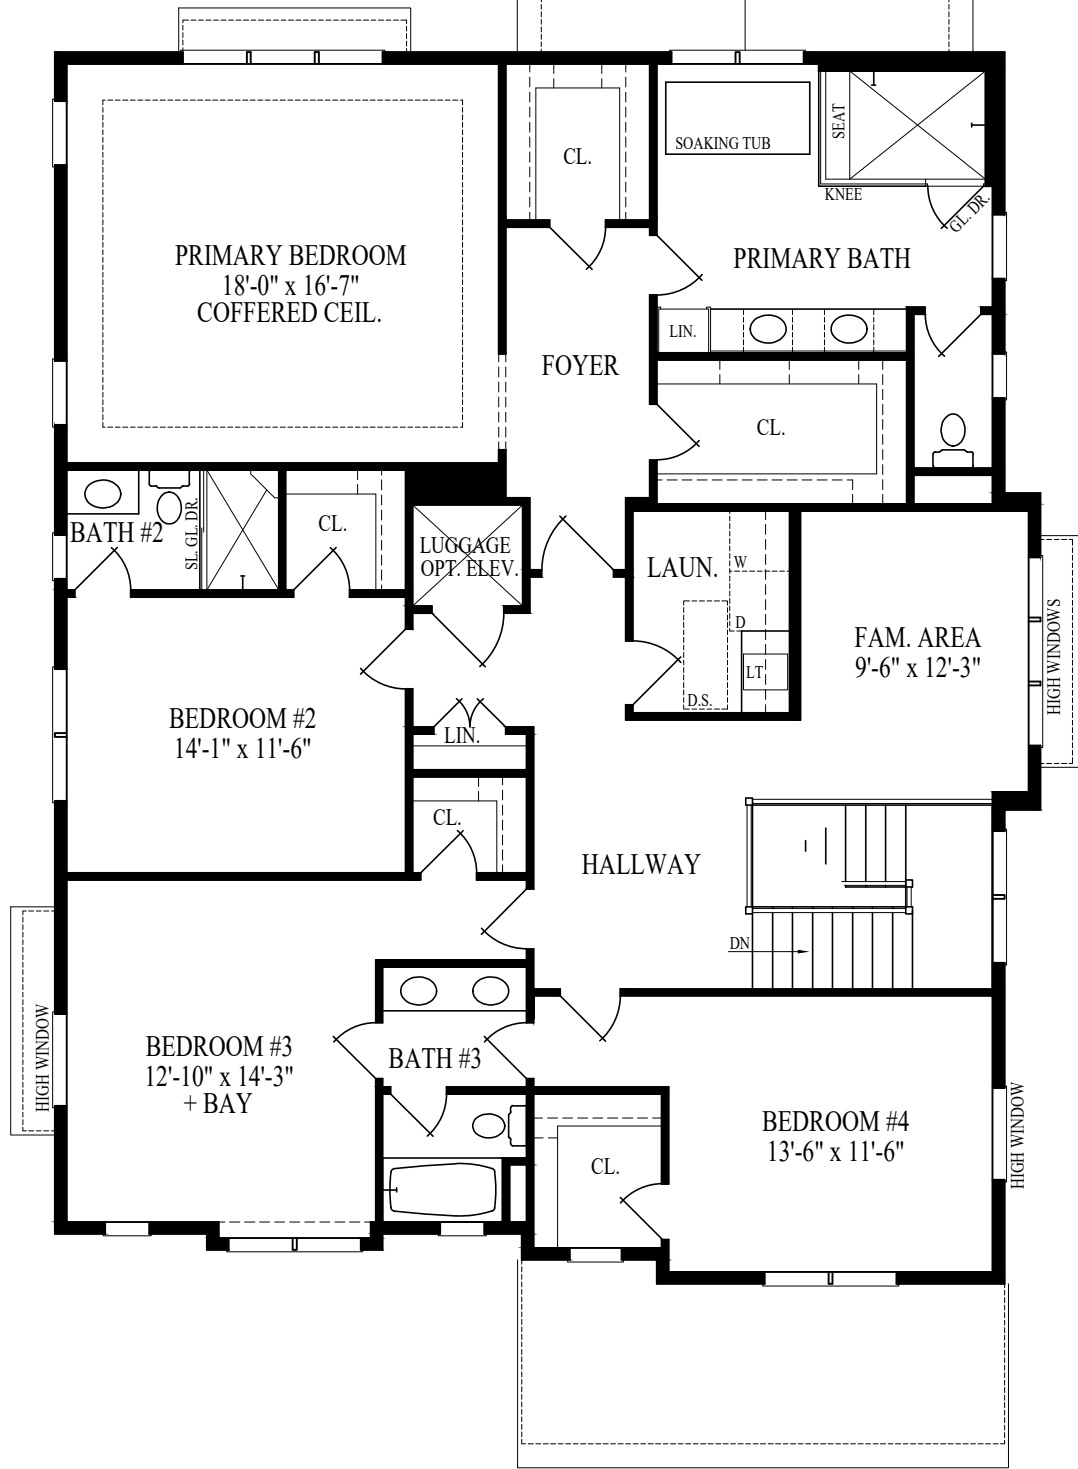 SEAT
SOAKING TUB
CL.
KNEE
GL. DR.
PRIMARY BEDROOM
18'-0" x 16'-7"
COFFERED CEIL.
PRIMARY BATH
LIN.
FOYER
CL.
BATH #2
SL. GL. DR.
CL.
LUGGAGE
OPT. ELEV.
LAUN.
W
D
LT
D.S.
FAM. AREA
9'-6" x 12'-3"
HIGH WINDOWS
BEDROOM #2
14'-1" x 11'-6"
LIN.
CL.
HALLWAY
DN
HIGH WINDOW
BEDROOM #3
12'-10" x 14'-3"
+ BAY
BATH #3
BEDROOM #4
13'-6" x 11'-6"
HIGH WINDOW
CL.